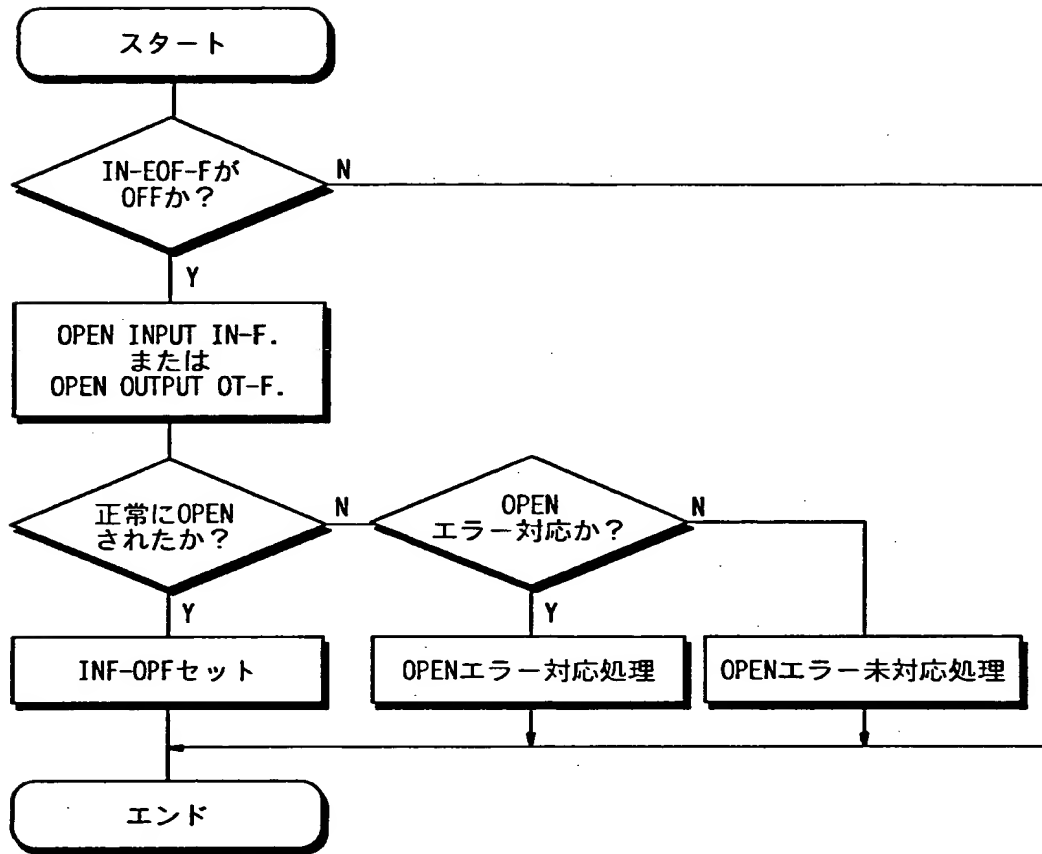 スタート
IN-EOF-Fが
OFFか？
N
Y
OPEN INPUT IN-F.
または
OPEN OUTPUT OT-F.
正常にOPEN
されたか？
N
OPEN
エラー対応か？
N
Y
Y
INF-OPFセット
OPENエラー対応処理
OPENエラー未対応処理
エンド